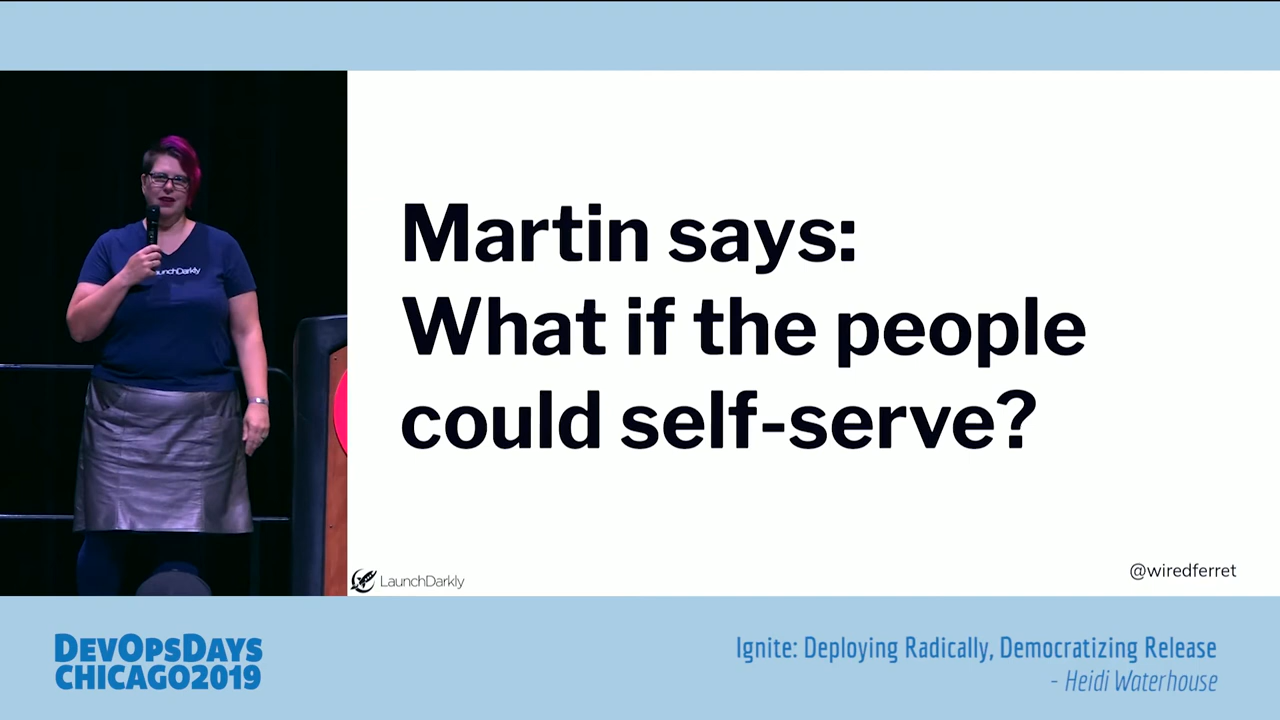 Martin says:
What if the people
could self-serve?
LaunchDarkly
@wiredferret
DevOpsDays
Chicago2019
Ignite: Deploying Radically, Democratizing Release
- Heidi Waterhouse